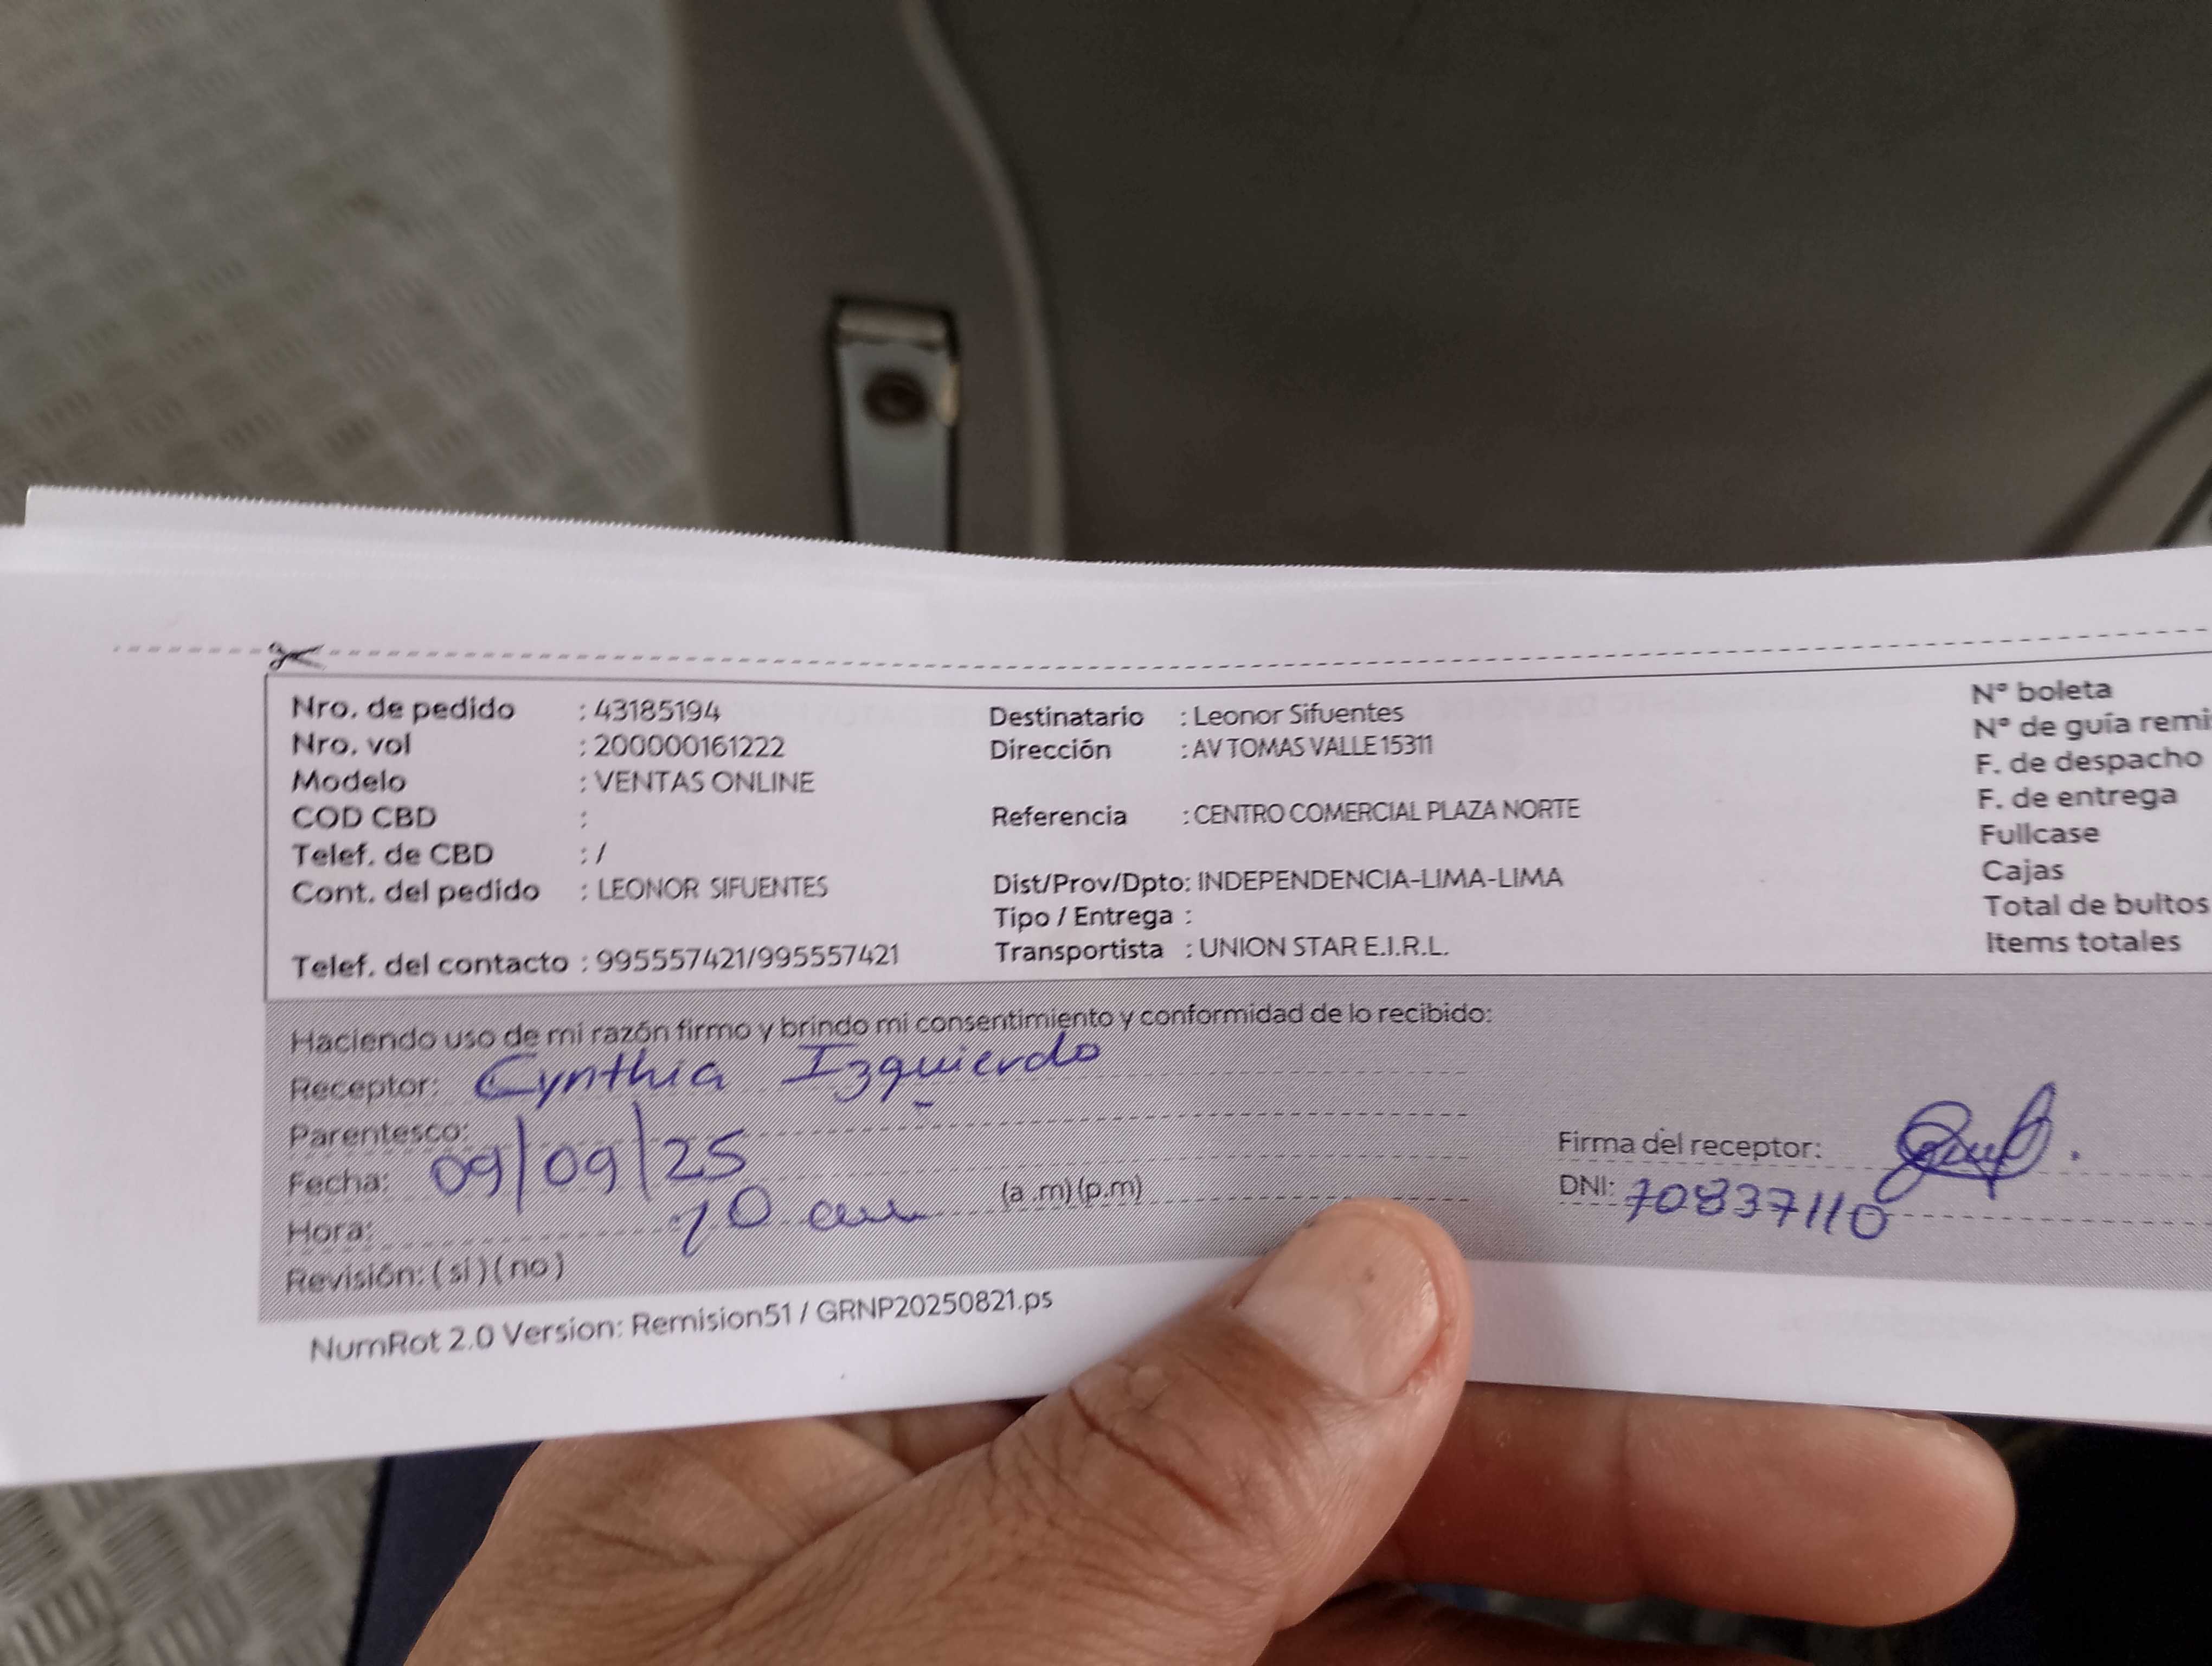 Nro. de pedido : 43185194
Nro. vol : 200000161222
Modelo : VENTAS ONLINE
COD CBD :
Telef. de CBD : /
Cont. del pedido : LEONOR SIFUENTES
Telef. del contacto : 995557421/995557421
Destinatario : Leonor Sifuentes
Dirección : AV TOMAS VALLE 15311
Referencia : CENTRO COMERCIAL PLAZA NORTE
Dist/Prov/Dpto: INDEPENDENCIA-LIMA-LIMA
Tipo / Entrega :
Transportista : UNION STAR E.I.R.L.
N° boleta
N° de guía remi
F. de despacho
F. de entrega
Fullcase
Cajas
Total de bultos
Items totales
Haciendo uso de mi razón firmo y brindo mi consentimiento y conformidad de lo recibido:
Receptor: Cynthia Izquierdo
Parentesco:
Fecha: 09/09/25
Hora: 10 am (a .m) (p.m)
Revisión: ( si ) ( no )
Firma del receptor:
DNI: 70837110
NumRot 2.0 Version: Remision51 / GRNP20250821.ps